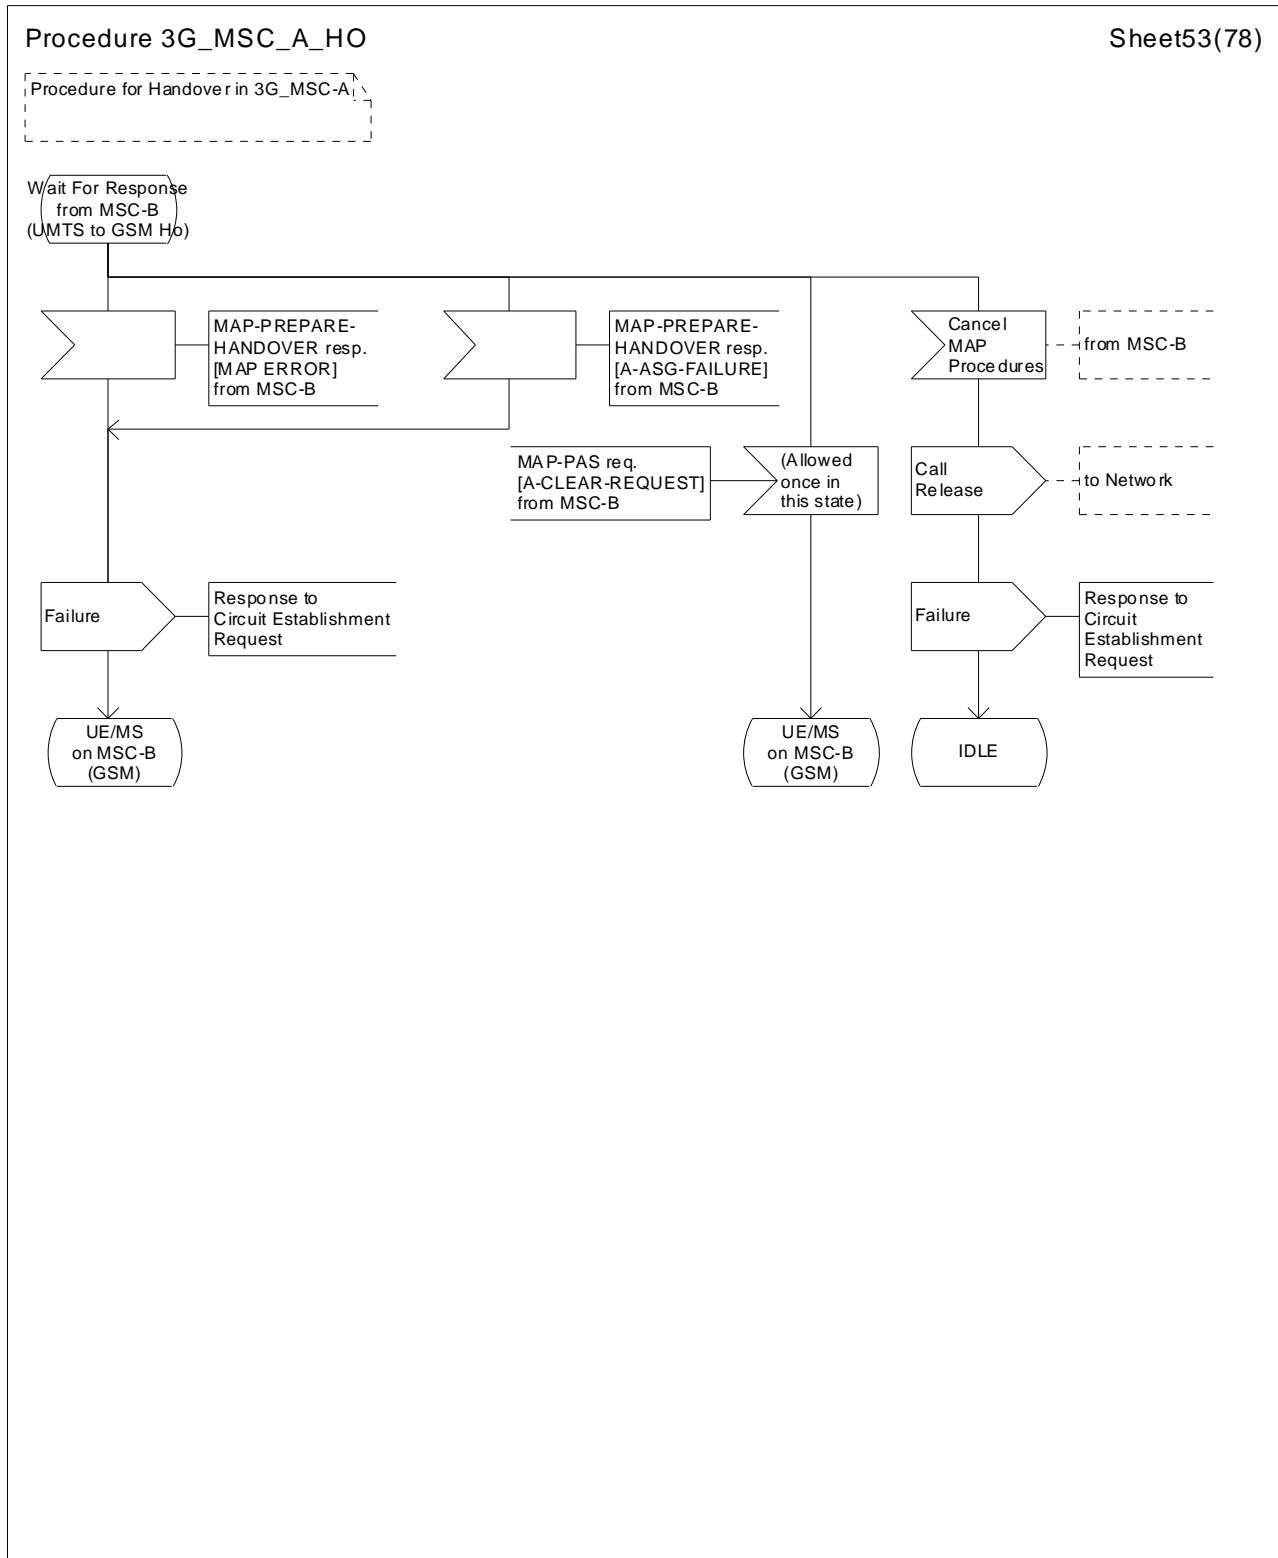 Procedure 3G_MSC_A_HO
Sheet53(78)
Procedure for Handover in 3G_MSC-A
Wait For Response
from MSC-B
(UMTS to GSM Ho)
MAP-PREPARE-
HANDOVER resp.
[MAP ERROR]
from MSC-B
MAP-PREPARE-
HANDOVER resp.
[A-ASG-FAILURE]
from MSC-B
Cancel
MAP
Procedures
from MSC-B
MAP-PAS req.
[A-CLEAR-REQUEST]
from MSC-B
(Allowed
once in
this state)
Call
Release
to Network
Failure
Response to
Circuit Establishment
Request
Failure
Response to
Circuit
Establishment
Request
UE/MS
on MSC-B
(GSM)
UE/MS
on MSC-B
(GSM)
IDLE